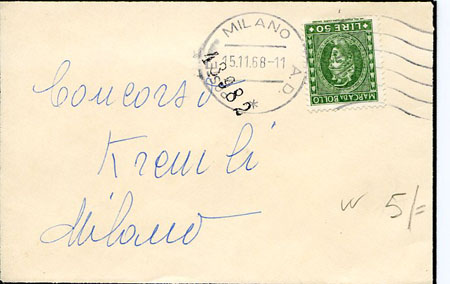 MILANO A.D.
15.11.68-11
LIRE 50
MARCA DA BOLLO
Concorso
Kremli
Milano
5/=